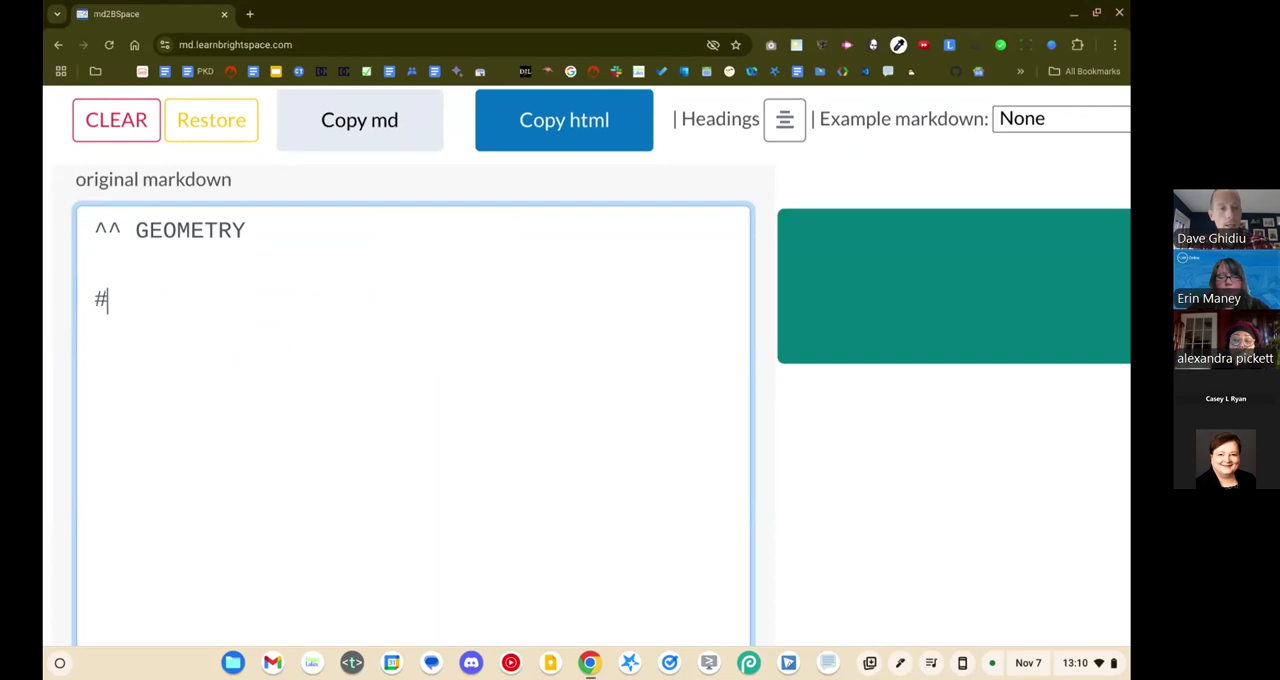 md2BSpace
md.learnbrightspace.com
PKD
All Bookmarks
CLEAR
Restore
Copy md
Copy html
| Headings
| Example markdown:
None
original markdown
^^ GEOMETRY
#
Dave Ghidiu
Erin Maney
alexandra pickett
Casey L Ryan
Nov 7
13:10